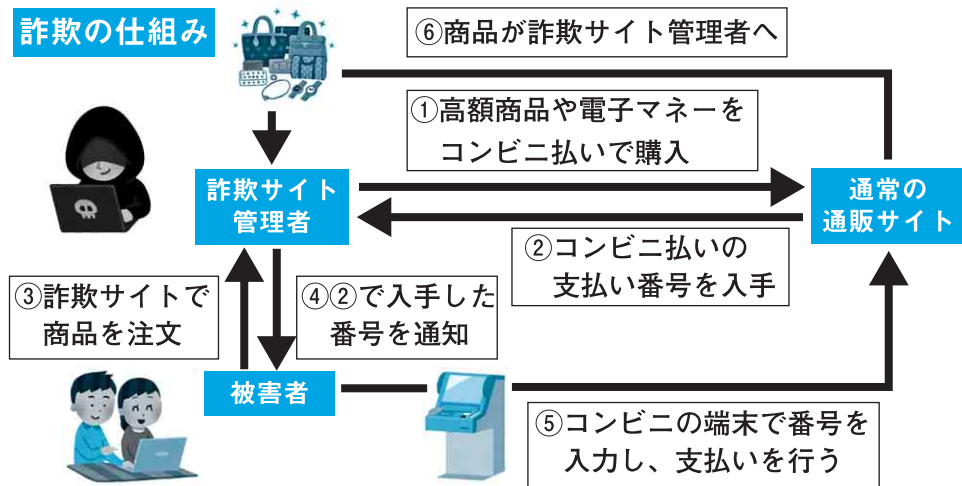 詐欺の仕組み
⑥商品が詐欺サイト管理者へ
①高額商品や電子マネーを
コンビニ払いで購入
詐欺サイト
管理者
通常の
通販サイト
②コンビニ払いの
支払い番号を入手
③詐欺サイトで
商品を注文
④②で入手した
番号を通知
被害者
⑤コンビニの端末で番号を
入力し、支払いを行う